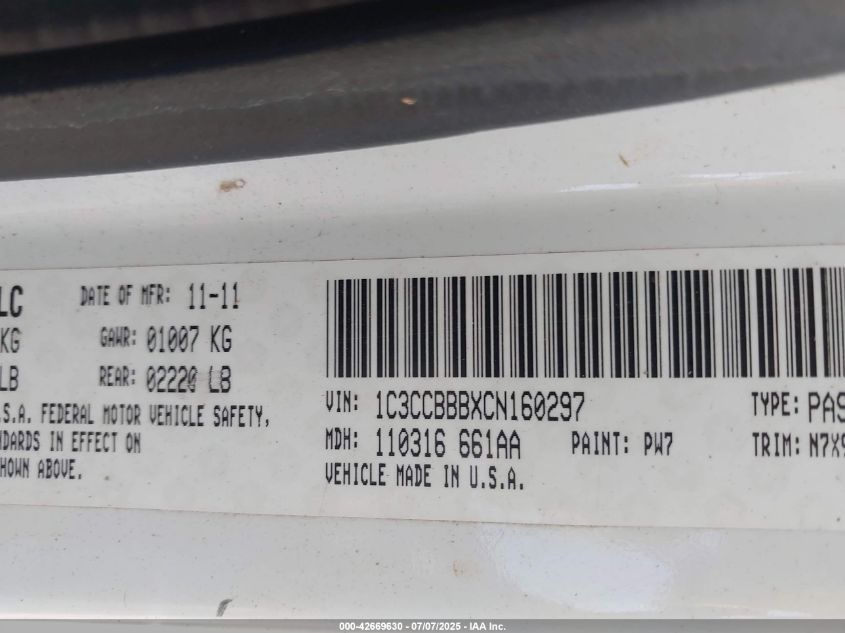 LC
DATE OF MFR: 11-11
KG
GAWR: 01007 KG
LB
REAR: 02220 LB
.S.A. FEDERAL MOTOR VEHICLE SAFETY,
NDARDS IN EFFECT ON
HOWN ABOVE.
VIN: 1C3CCBBBXCN160297
TYPE: PAS
MDH: 110316 661AA
PAINT: PW7
TRIM: N7X9
VEHICLE MADE IN U.S.A.
000-42669630 - 07/07/2025 - IAA Inc.